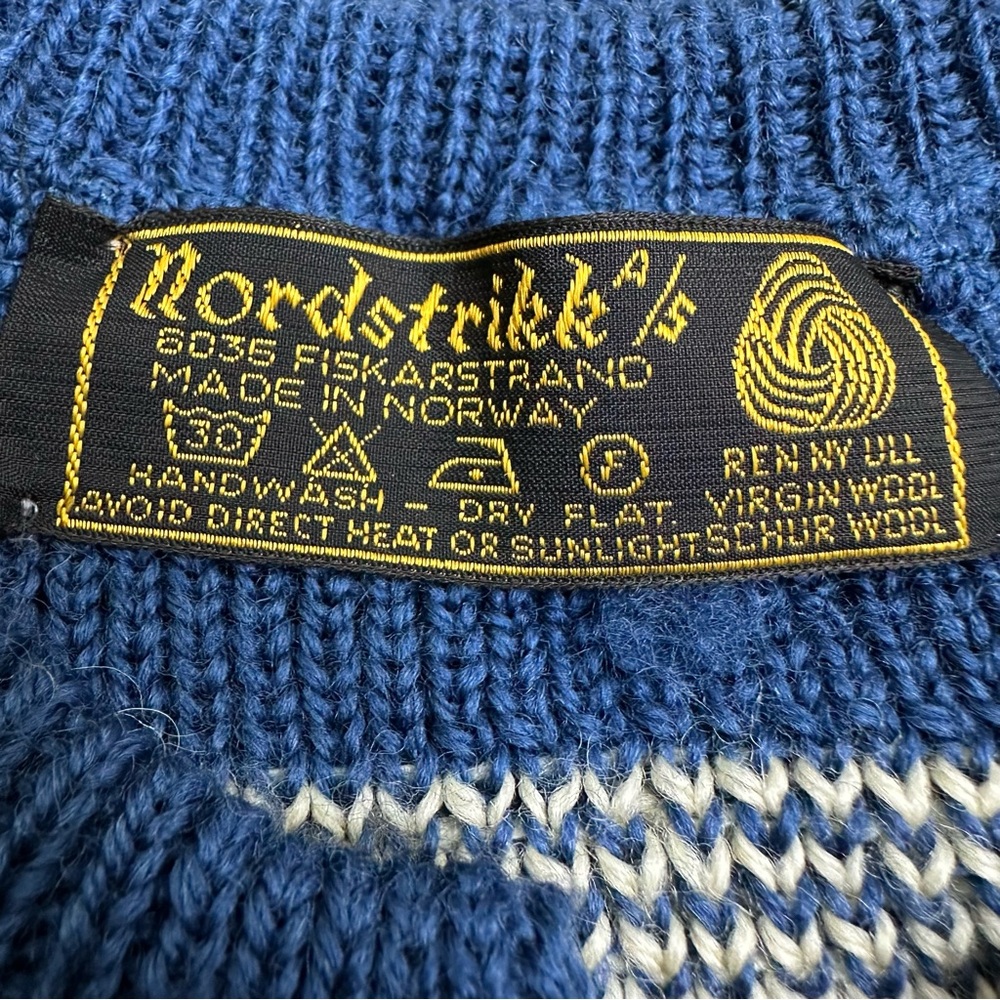 Nordstrikk A/S
6036 FISKARSTRAND
MADE IN NORWAY
30
F
HANDWASH - DRY FLAT.
AVOID DIRECT HEAT OR SUNLIGHT
REN NY ULL
VIRGIN WOOL
SCHUR WOOL